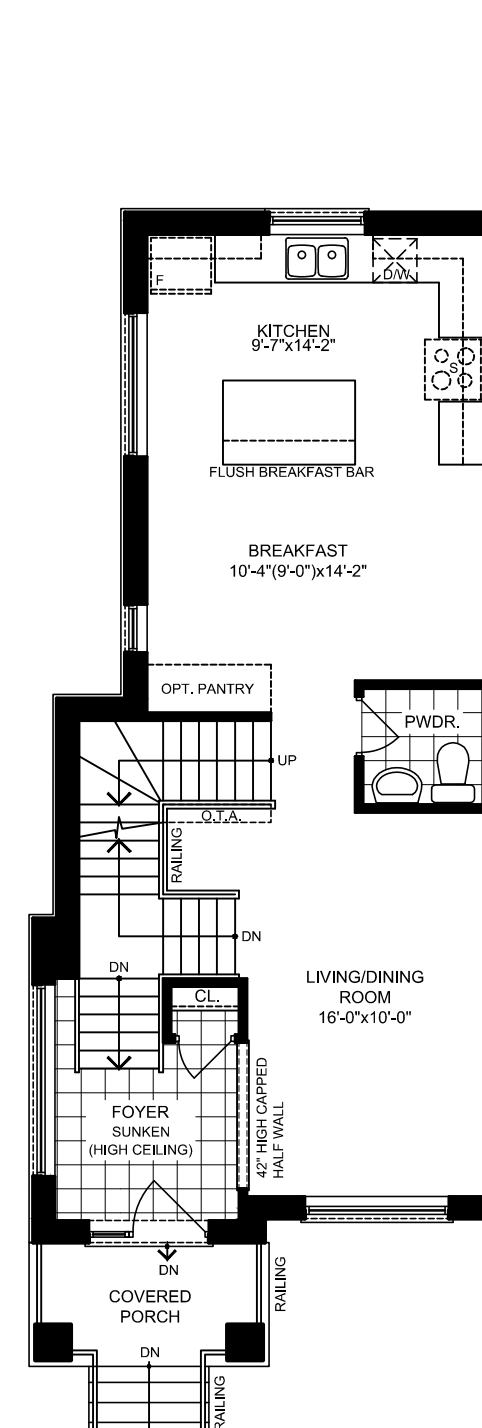 F
D/W
KITCHEN
9'-7"x14'-2"
S
FLUSH BREAKFAST BAR
BREAKFAST
10'-4"(9'-0")x14'-2"
OPT. PANTRY
PWDR.
UP
O.T.A.
RAILING
DN
DN
LIVING/DINING
ROOM
16'-0"x10'-0"
CL.
42" HIGH CAPPED
HALF WALL
FOYER
SUNKEN
(HIGH CEILING)
DN
COVERED
PORCH
RAILING
DN
RAILING